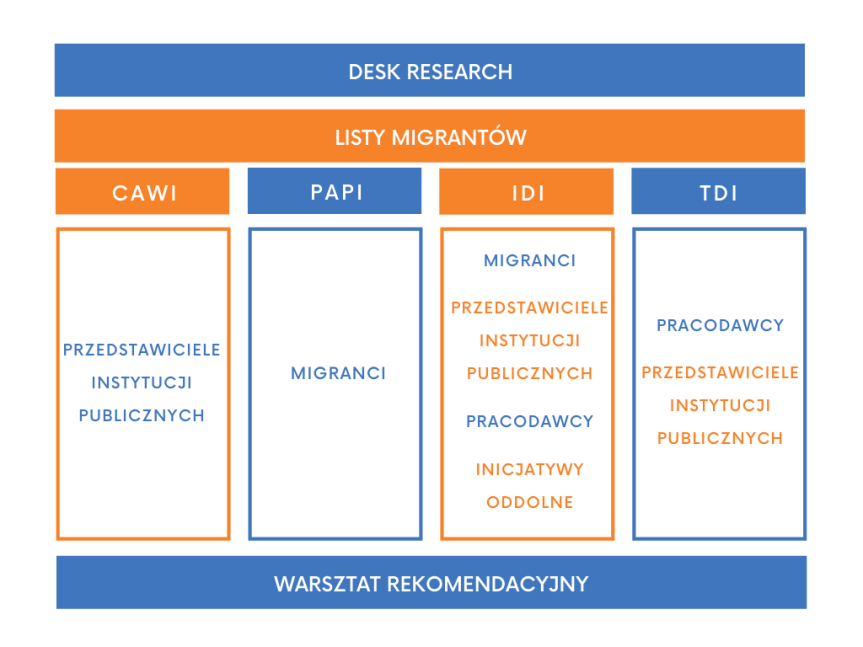 DESK RESEARCH
LISTY MIGRANTÓW
CAWI
PAPI
IDI
TDI
PRZEDSTAWICIELE
INSTYTUCJI
PUBLICZNYCH
MIGRANCI
MIGRANCI
PRZEDSTAWICIELE
INSTYTUCJI
PUBLICZNYCH
PRACODAWCY
INICJATYWY
ODDOLNE
PRACODAWCY
PRZEDSTAWICIELE
INSTYTUCJI
PUBLICZNYCH
WARSZTAT REKOMENDACYJNY